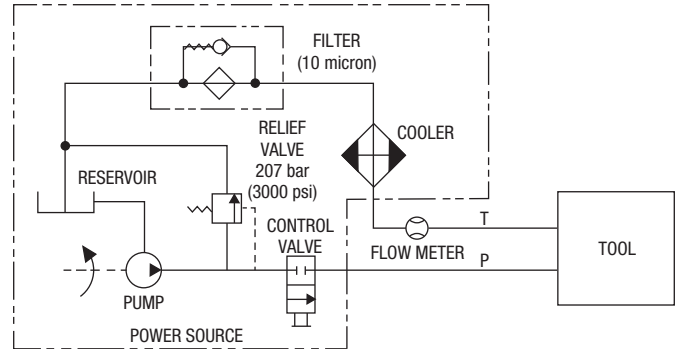 FILTER
(10 micron)
RELIEF
VALVE
207 bar
(3000 psi)
COOLER
RESERVOIR
CONTROL
VALVE
T
FLOW METER
P
TOOL
PUMP
POWER SOURCE